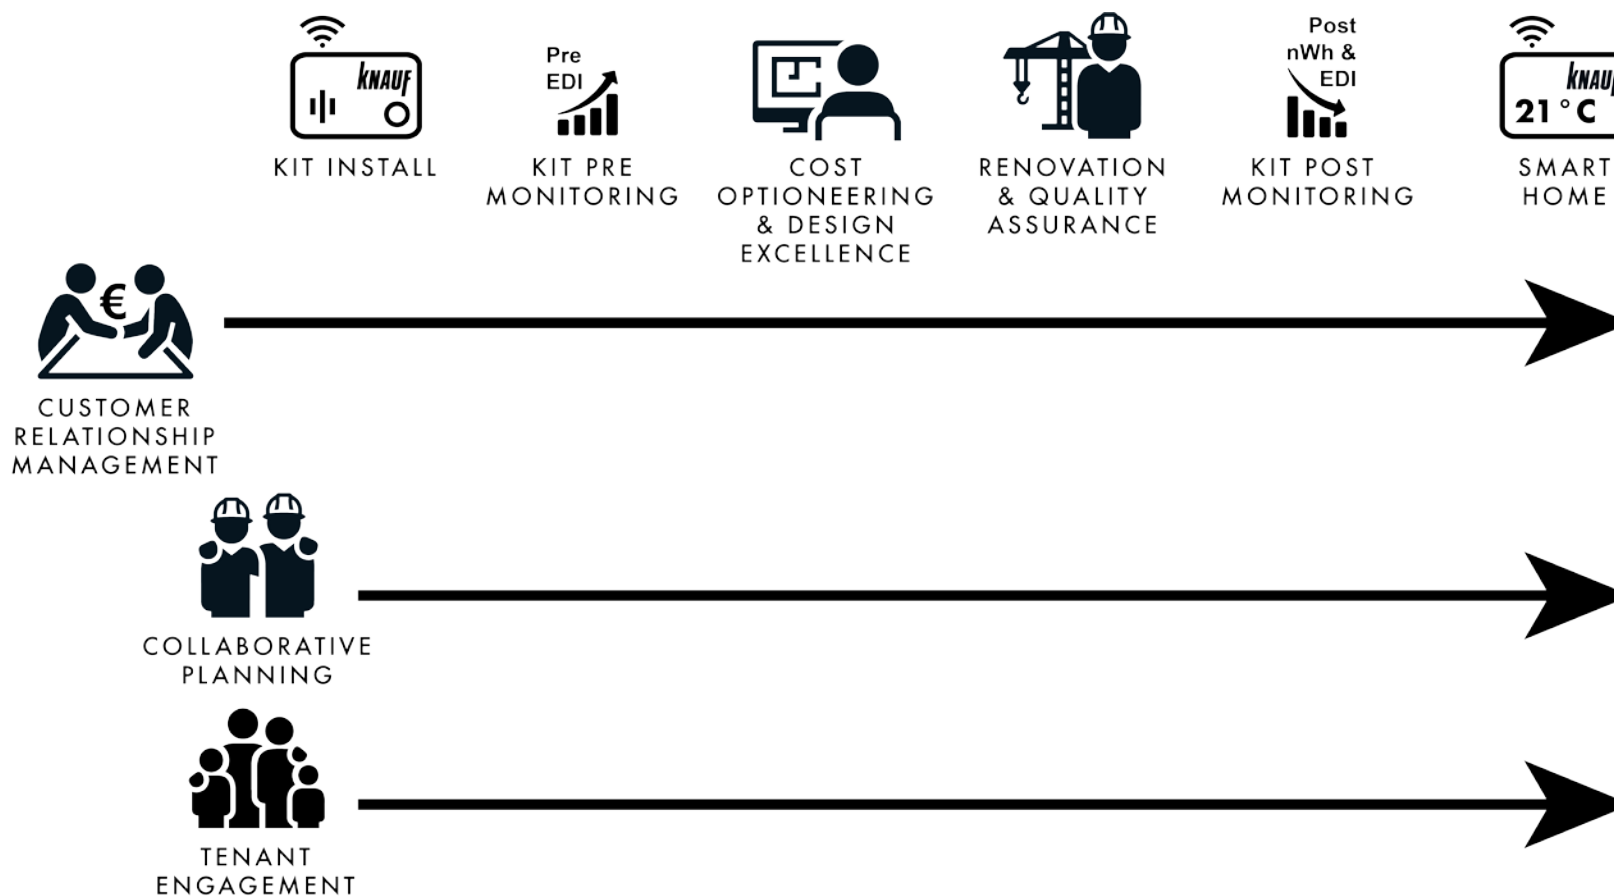 KNAUF
KIT INSTALL
Pre
EDI
KIT PRE
MONITORING
COST
OPTIONEERING
& DESIGN
EXCELLENCE
RENOVATION
& QUALITY
ASSURANCE
Post
nWh &
EDI
KIT POST
MONITORING
KNAUF
21 °C
SMART
HOME
€
CUSTOMER
RELATIONSHIP
MANAGEMENT
COLLABORATIVE
PLANNING
TENANT
ENGAGEMENT